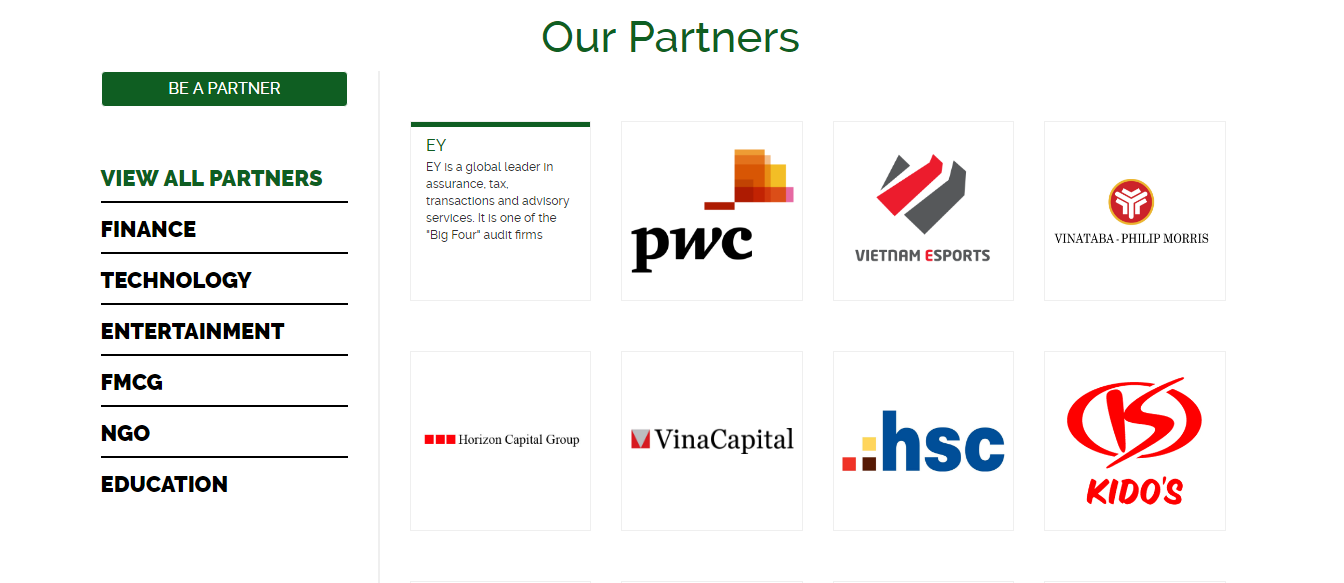 Our Partners
BE A PARTNER
VIEW ALL PARTNERS
FINANCE
TECHNOLOGY
ENTERTAINMENT
FMCG
NGO
EDUCATION
EY
EY is a global leader in
assurance, tax,
transactions and advisory
services. It is one of the
"Big Four" audit firms
pwc
VIETNAM ESPORTS
VINATABA - PHILIP MORRIS
Horizon Capital Group
VinaCapital
hsc
KIDO'S